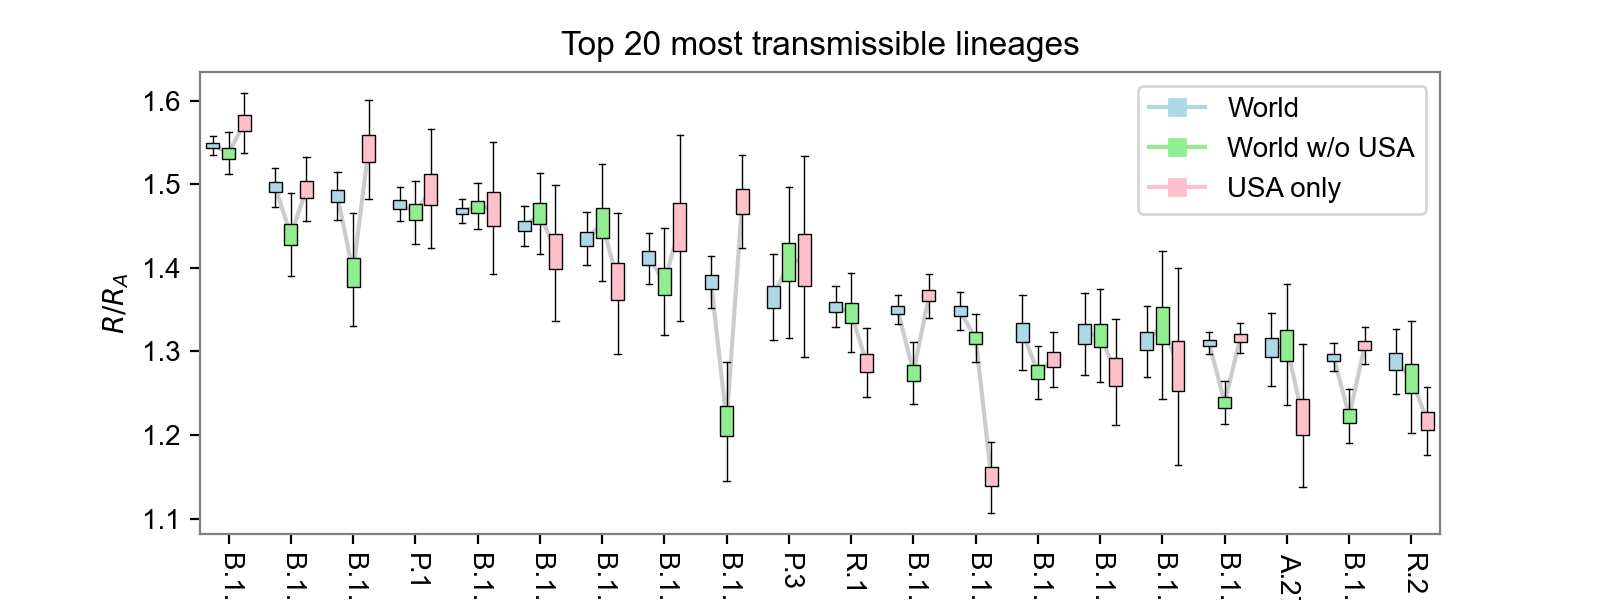 Top 20 most transmissible lineages
World
World w/o USA
USA only
R/R_A
1.6
1.5
1.4
1.3
1.2
1.1
B.1.
B.1.
B.1.
P.1
B.1.
B.1.
B.1.
B.1.
B.1.
P.3
R.1
B.1.
B.1.
B.1.
B.1.
B.1.
B.1.
A.2
B.1.
R.2